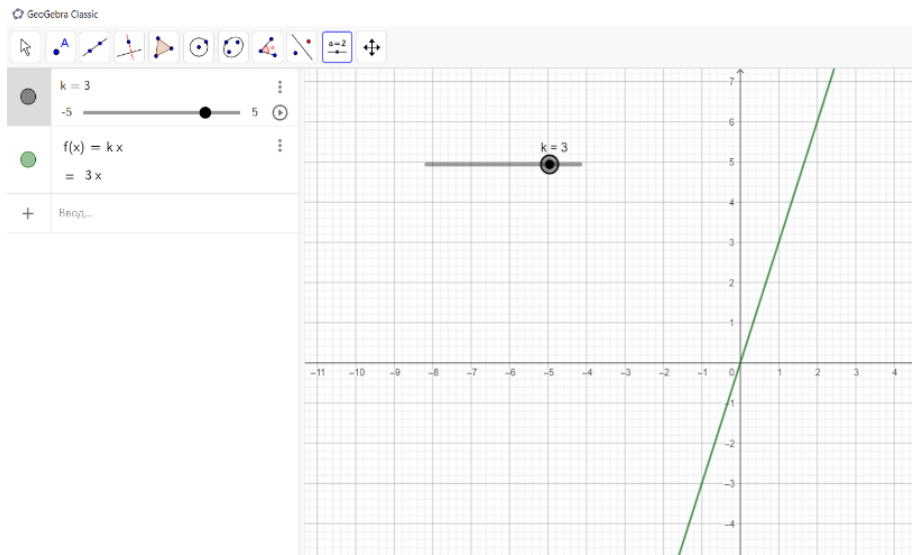 GeoGebra Classic
A
a=2
k = 3
-5
5
f(x) = k x
= 3 x
+
Ввод...
k = 3
7
6
5
4
3
2
1
-11 -10 -9 -8 -7 -6 -5 -4 -3 -2 -1 0 1 2 3 4
-1
-2
-3
-4